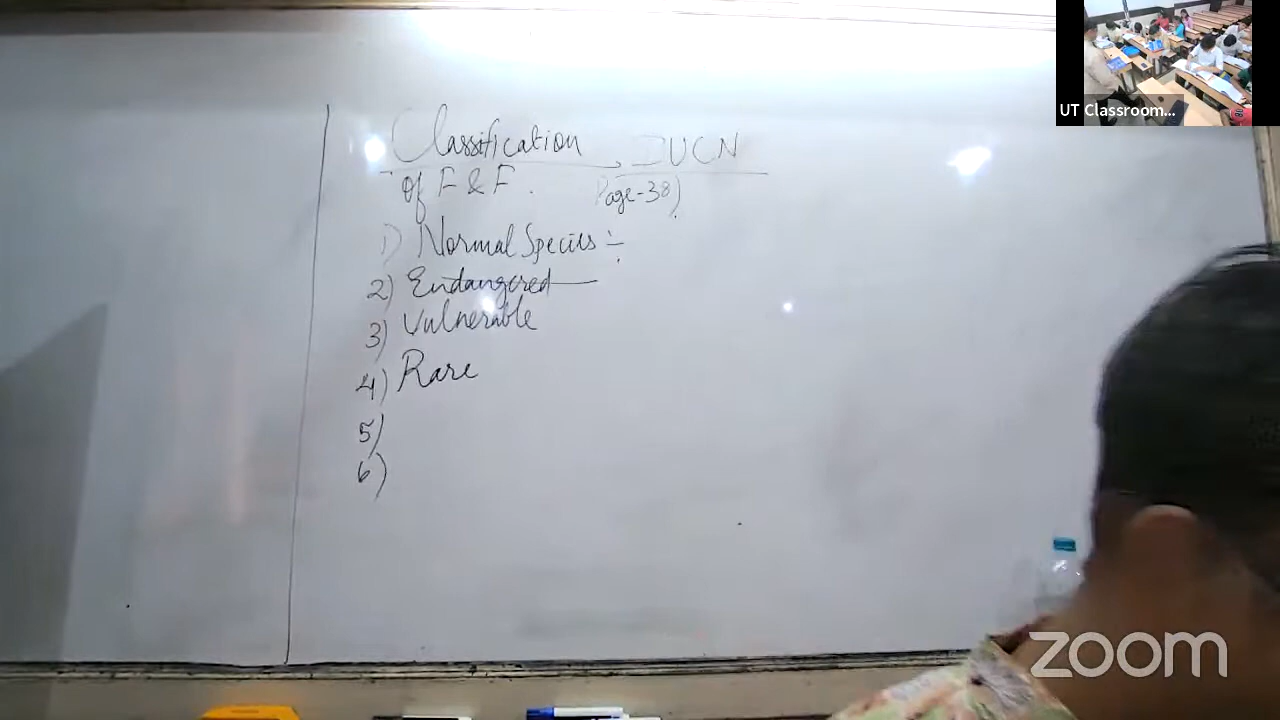 Classification → IUCN
of F & F. Page-38)
1) Normal Species :-
2) Endangered —
3) Vulnerable
4) Rare
5)
6)
UT Classroom...
zoom